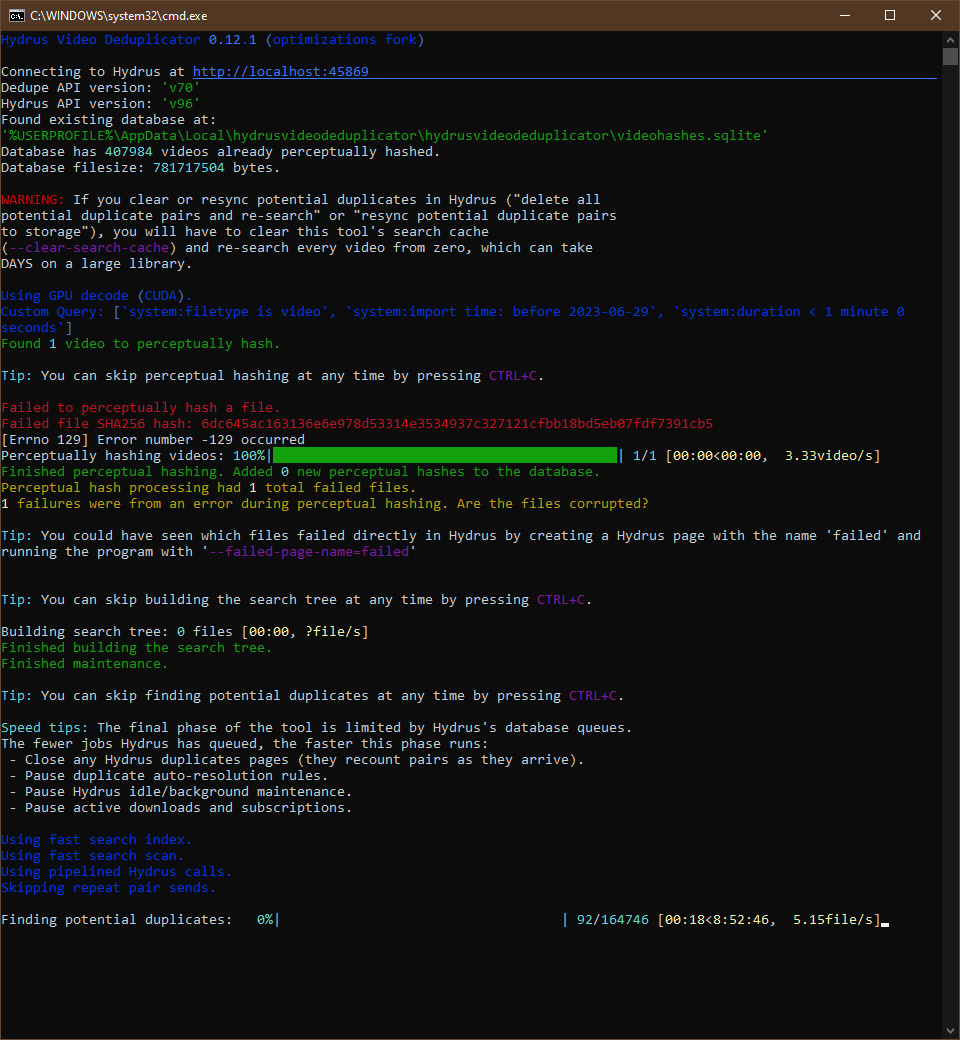 C:\WINDOWS\system32\cmd.exe
Hydrus Video Deduplicator 0.12.1 (optimizations fork)
Connecting to Hydrus at http://localhost:45869
Dedupe API version: 'v70'
Hydrus API version: 'v96'
Found existing database at:
'%USERPROFILE%\AppData\Local\hydrusvideodeduplicator\hydrusvideodeduplicator\videohashes.sqlite'
Database has 407984 videos already perceptually hashed.
Database filesize: 781717504 bytes.
WARNING: If you clear or resync potential duplicates in Hydrus ("delete all
potential duplicate pairs and re-search" or "resync potential duplicate pairs
to storage"), you will have to clear this tool's search cache
(--clear-search-cache) and re-search every video from zero, which can take
DAYS on a large library.
Using GPU decode (CUDA).
Custom Query: ['system:filetype is video', 'system:import time: before 2023-06-29', 'system:duration < 1 minute 0
seconds']
Found 1 video to perceptually hash.
Tip: You can skip perceptual hashing at any time by pressing CTRL+C.
Failed to perceptually hash a file.
Failed file SHA256 hash: 6dc645ac163136e6e978d53314e3534937c327121cfbb18bd5eb07fdf7391cb5
[Errno 129] Error number -129 occurred
Perceptually hashing videos: 100%| | 1/1 [00:00<00:00, 3.33video/s]
Finished perceptual hashing. Added 0 new perceptual hashes to the database.
Perceptual hash processing had 1 total failed files.
1 failures were from an error during perceptual hashing. Are the files corrupted?
Tip: You could have seen which files failed directly in Hydrus by creating a Hydrus page with the name 'failed' and
running the program with '--failed-page-name=failed'
Tip: You can skip building the search tree at any time by pressing CTRL+C.
Building search tree: 0 files [00:00, ?file/s]
Finished building the search tree.
Finished maintenance.
Tip: You can skip finding potential duplicates at any time by pressing CTRL+C.
Speed tips: The final phase of the tool is limited by Hydrus's database queues.
The fewer jobs Hydrus has queued, the faster this phase runs:
- Close any Hydrus duplicates pages (they recount pairs as they arrive).
- Pause duplicate auto-resolution rules.
- Pause Hydrus idle/background maintenance.
- Pause active downloads and subscriptions.
Using fast search index.
Using fast search scan.
Using pipelined Hydrus calls.
Skipping repeat pair sends.
Finding potential duplicates: 0%| | 92/164746 [00:18<8:52:46, 5.15file/s]